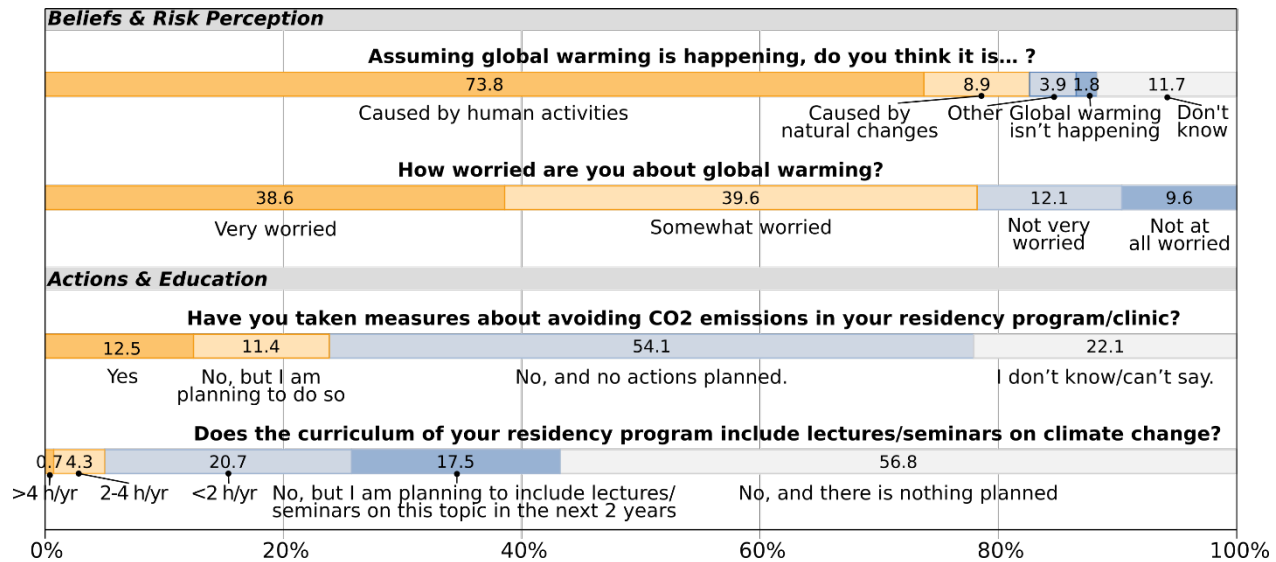 Beliefs & Risk Perception
Assuming global warming is happening, do you think it is... ?
73.8 8.9 3.9 1.8 11.7
Caused by human activities Caused by Other Global warming Don't
natural changes isn’t happening know
How worried are you about global warming?
38.6 39.6 12.1 9.6
Very worried Somewhat worried Not very Not at
worried all worried
Actions & Education
Have you taken measures about avoiding CO2 emissions in your residency program/clinic?
12.5 11.4 54.1 22.1
Yes No, but I am No, and no actions planned. I don’t know/can’t say.
planning to do so
Does the curriculum of your residency program include lectures/seminars on climate change?
0.7 4.3 20.7 17.5 56.8
>4 h/yr 2-4 h/yr <2 h/yr No, but I am planning to include lectures/ No, and there is nothing planned
seminars on this topic in the next 2 years
0% 20% 40% 60% 80% 100%